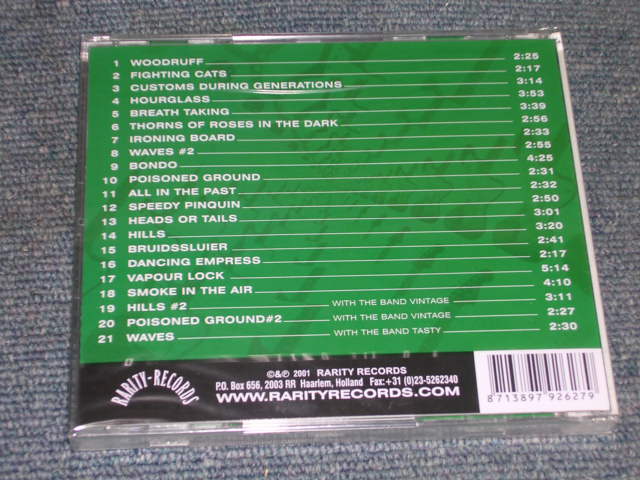 1 WOODRUFF 2:25
2 FIGHTING CATS 2:17
3 CUSTOMS DURING GENERATIONS 3:14
4 HOURGLASS 3:53
5 BREATH TAKING 3:39
6 THORNS OF ROSES IN THE DARK 2:56
7 IRONING BOARD 2:33
8 WAVES #2 2:55
9 BONDO 4:25
10 POISONED GROUND 2:31
11 ALL IN THE PAST 2:32
12 SPEEDY PINQUIN 2:50
13 HEADS OR TAILS 3:01
14 HILLS 3:20
15 BRUIDSSLUIER 2:41
16 DANCING EMPRESS 2:17
17 VAPOUR LOCK 5:14
18 SMOKE IN THE AIR 4:10
19 HILLS #2 WITH THE BAND VINTAGE 3:11
20 POISONED GROUND#2 WITH THE BAND VINTAGE 2:27
21 WAVES WITH THE BAND TASTY 2:30
RARITY-RECORDS
©&℗ 2001 RARITY RECORDS
P.O. Box 656, 2003 RR Haarlem, Holland Fax:+31 (0)23-5262340
WWW.RARITYRECORDS.COM
8 713897 926279